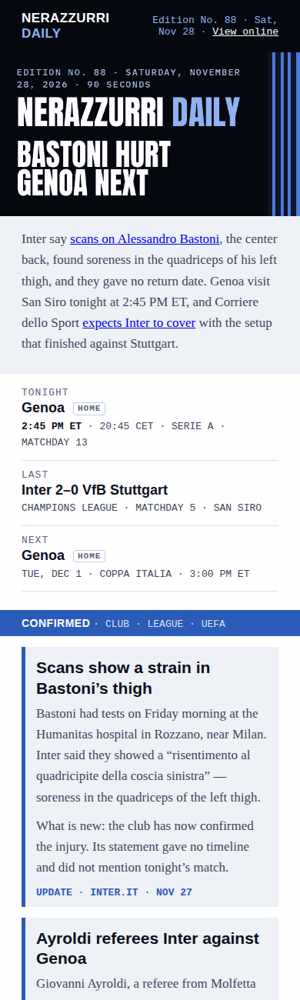 NERAZZURRI
DAILY
Edition No. 88 · Sat,
Nov 28 · View online
EDITION NO. 88 · SATURDAY, NOVEMBER
28, 2026 · 90 SECONDS
NERAZZURRI DAILY
BASTONI HURT
GENOA NEXT
Inter say scans on Alessandro Bastoni, the center
back, found soreness in the quadriceps of his left
thigh, and they gave no return date. Genoa visit
San Siro tonight at 2:45 PM ET, and Corriere
dello Sport expects Inter to cover with the setup
that finished against Stuttgart.
TONIGHT
Genoa HOME
2:45 PM ET · 20:45 CET · SERIE A ·
MATCHDAY 13
LAST
Inter 2–0 VfB Stuttgart
CHAMPIONS LEAGUE · MATCHDAY 5 · SAN SIRO
NEXT
Genoa HOME
TUE, DEC 1 · COPPA ITALIA · 3:00 PM ET
CONFIRMED · CLUB · LEAGUE · UEFA
Scans show a strain in
Bastoni’s thigh
Bastoni had tests on Friday morning at the
Humanitas hospital in Rozzano, near Milan.
Inter said they showed a “risentimento al
quadricipite della coscia sinistra” —
soreness in the quadriceps of the left thigh.
What is new: the club has now confirmed
the injury. Its statement gave no timeline
and did not mention tonight’s match.
UPDATE · INTER.IT · NOV 27
Ayroldi referees Inter against
Genoa
Giovanni Ayroldi, a referee from Molfetta